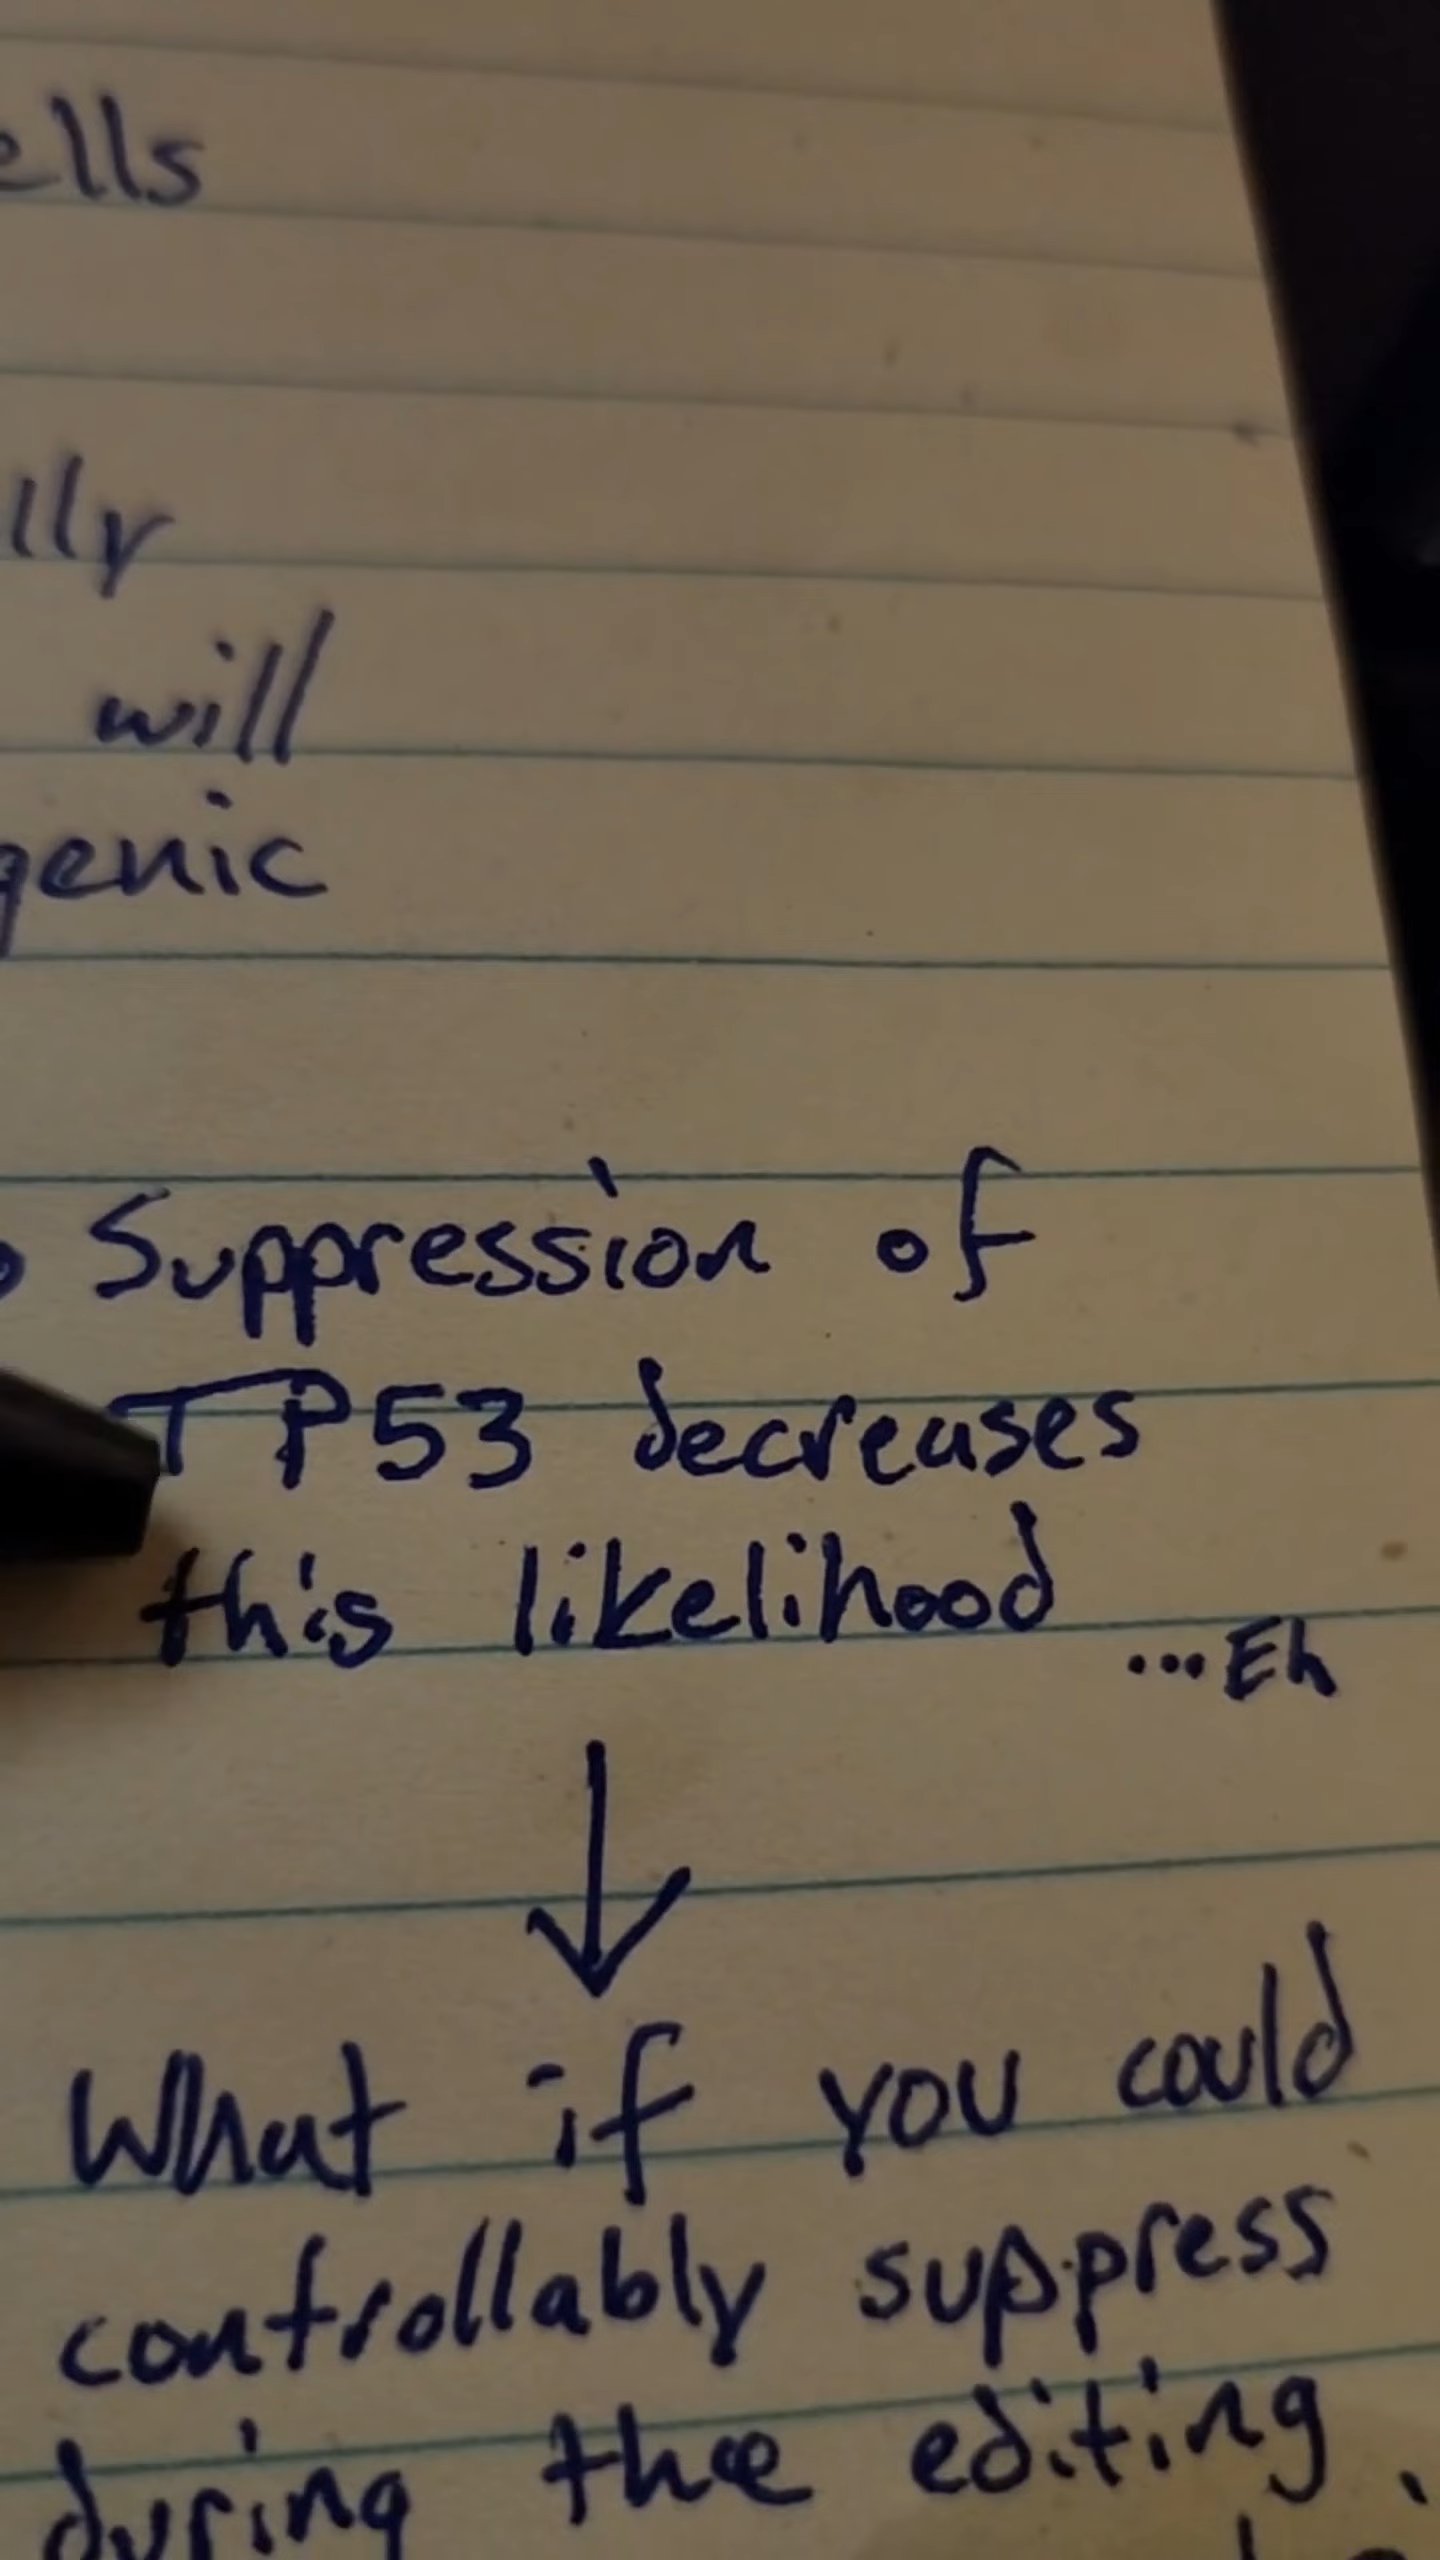 ells
lly
will
genic
Suppression of
TP53 decreases
this likelihood
...Eh
What if you could
controllably suppress
during the editing